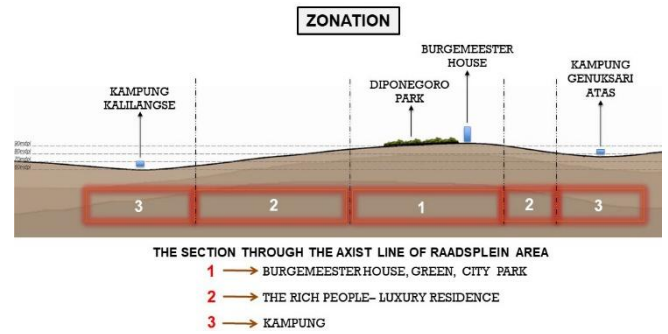 ZONATION
BURGEMEESTER
HOUSE
KAMPUNG
KALILANGSE
DIPONEGORO
PARK
KAMPUNG
GENUKSARI
ATAS
3
2
1
2
3
THE SECTION THROUGH THE AXIST LINE OF RAADSPLEIN AREA
1 BURGEMEESTER HOUSE, GREEN, CITY PARK
2 THE RICH PEOPLE– LUXURY RESIDENCE
3 KAMPUNG